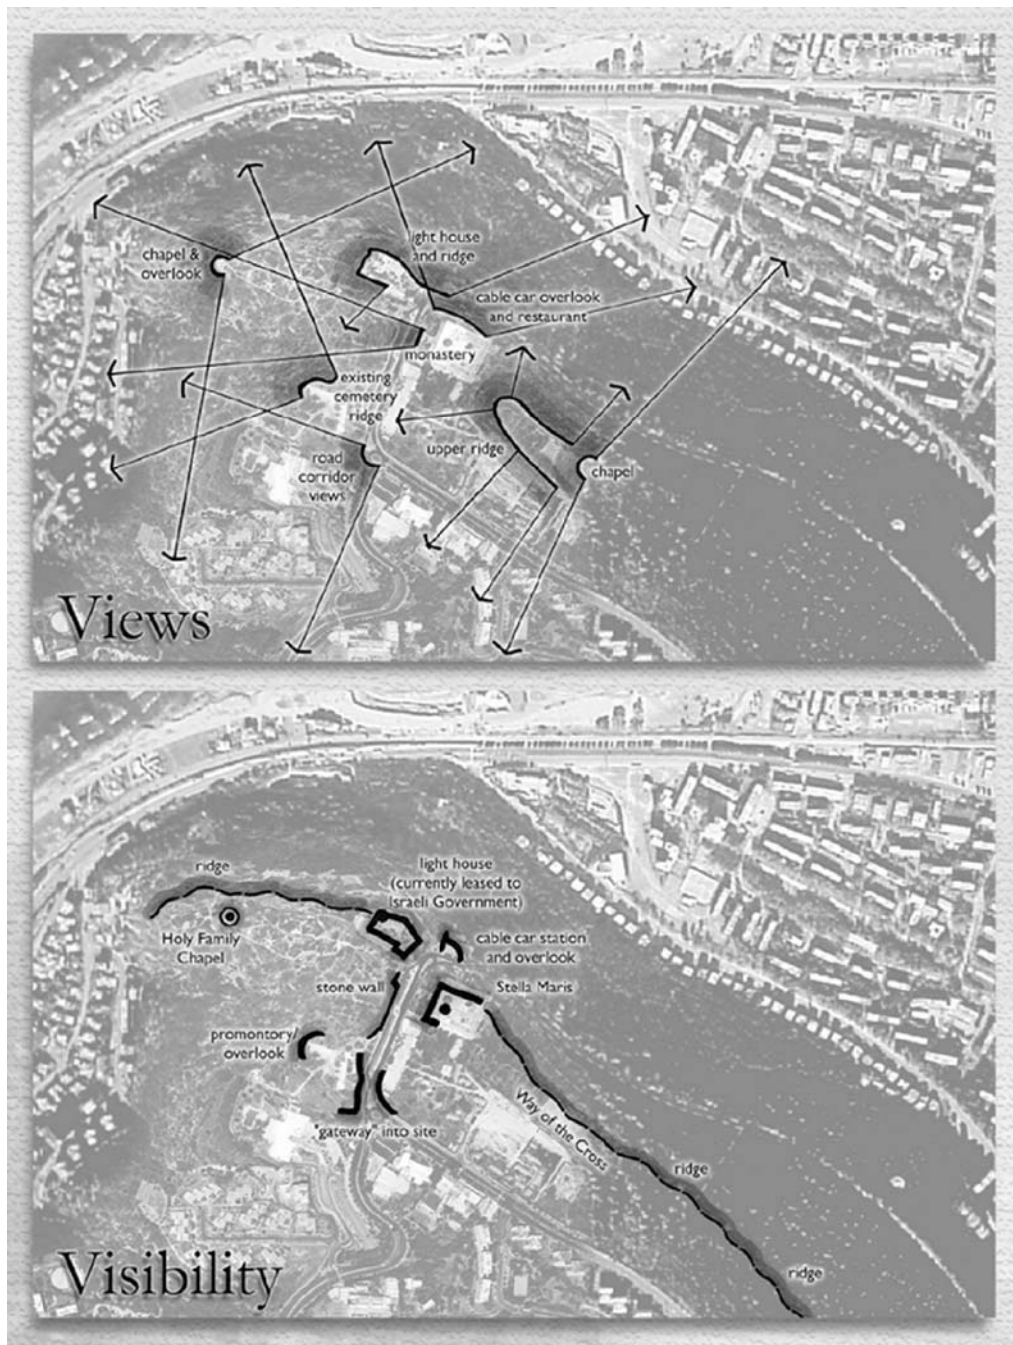 light house
and ridge
chapel &
overlook
cable car overlook
and restaurant
monastery
existing
cemetery
ridge
upper ridge
road
corridor
views
chapel
Views
ridge
light house
(currently leased to
Israeli Government)
Holy Family
Chapel
cable car station
and overlook
stone wall
Stella Maris
promontory/
overlook
Way of the Cross
"gateway" into site
ridge
ridge
Visibility